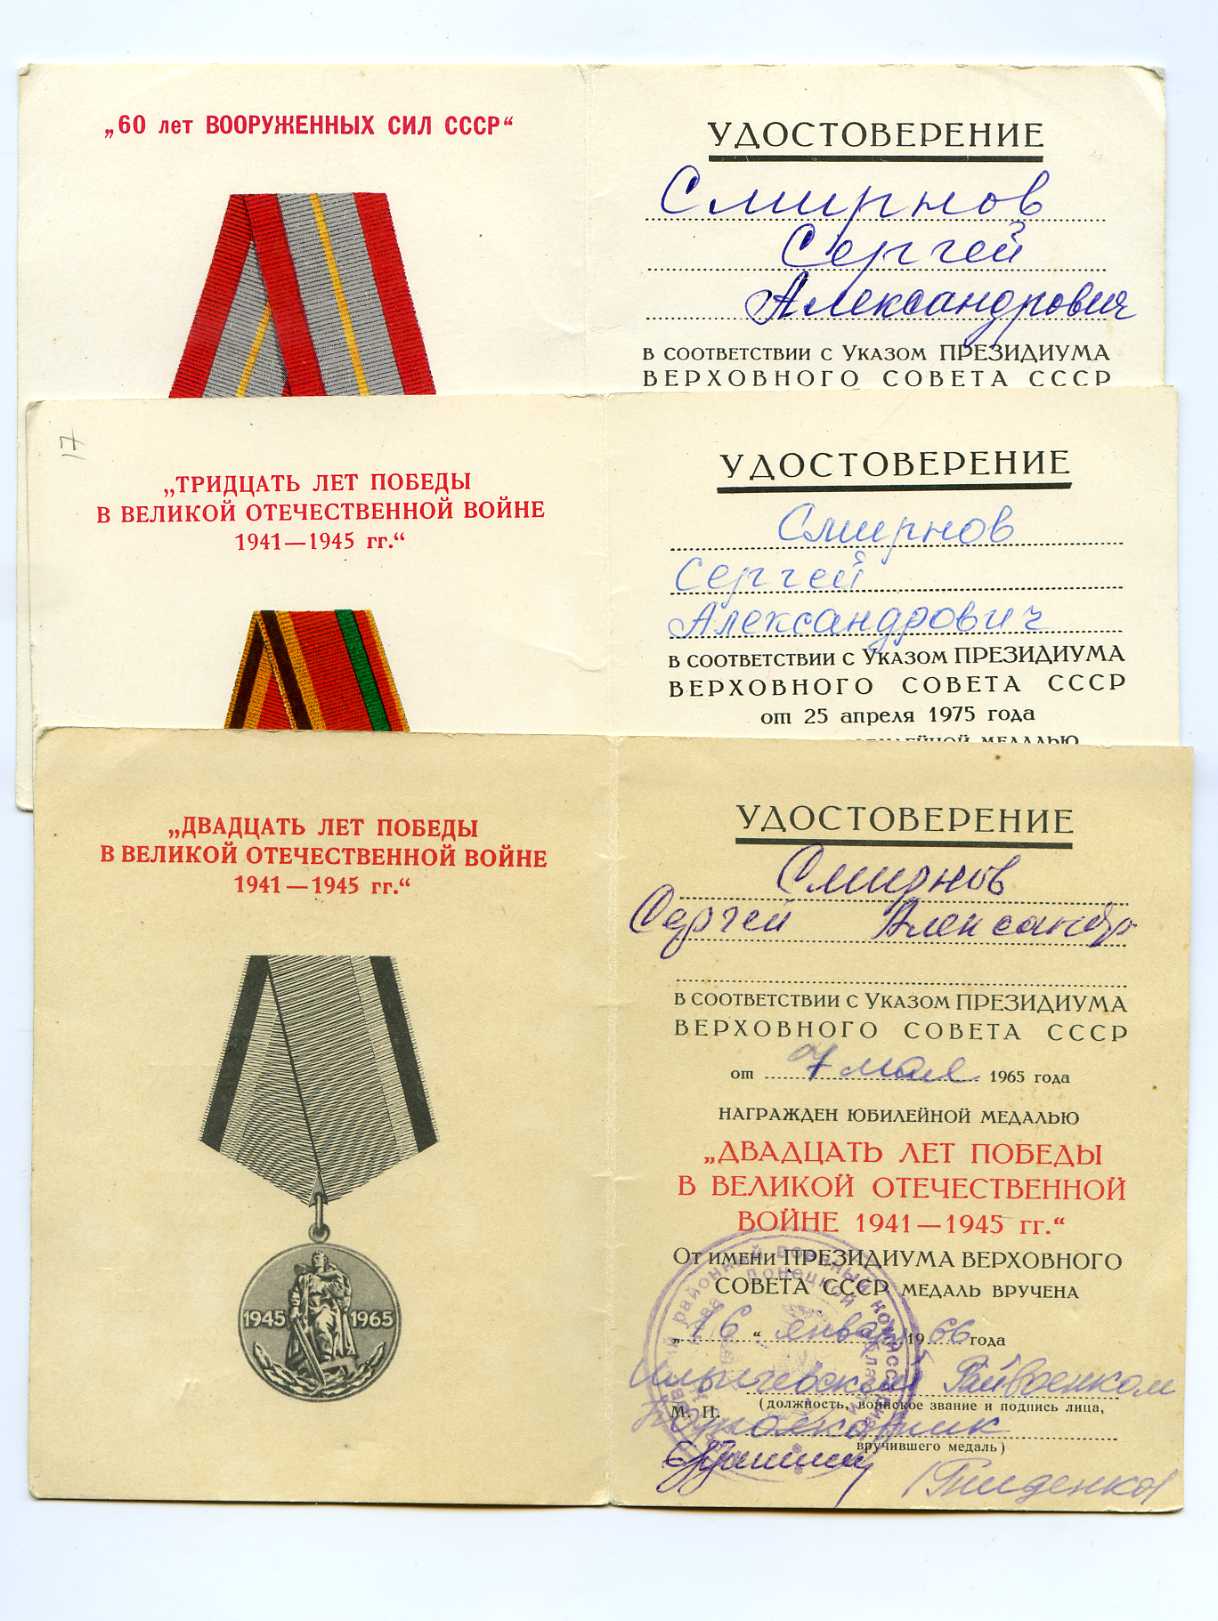 „60 лет ВООРУЖЕННЫХ СИЛ СССР“
УДОСТОВЕРЕНИЕ
Смирнов
Сергей
Александрович
В СООТВЕТСТВИИ С УКАЗОМ ПРЕЗИДИУМА
ВЕРХОВНОГО СОВЕТА СССР
17
„ТРИДЦАТЬ ЛЕТ ПОБЕДЫ
В ВЕЛИКОЙ ОТЕЧЕСТВЕННОЙ ВОЙНЕ
1941—1945 гг.“
УДОСТОВЕРЕНИЕ
Смирнов
Сергей
Александрович
В СООТВЕТСТВИИ С УКАЗОМ ПРЕЗИДИУМА
ВЕРХОВНОГО СОВЕТА СССР
от 25 апреля 1975 года
„ДВАДЦАТЬ ЛЕТ ПОБЕДЫ
В ВЕЛИКОЙ ОТЕЧЕСТВЕННОЙ ВОЙНЕ
1941—1945 гг.“
1945 1965
УДОСТОВЕРЕНИЕ
Смирнов
Сергей Александр
В СООТВЕТСТВИИ С УКАЗОМ ПРЕЗИДИУМА
ВЕРХОВНОГО СОВЕТА СССР
от 7 мая 1965 года
НАГРАЖДЕН ЮБИЛЕЙНОЙ МЕДАЛЬЮ
„ДВАДЦАТЬ ЛЕТ ПОБЕДЫ
В ВЕЛИКОЙ ОТЕЧЕСТВЕННОЙ
ВОЙНЕ 1941—1945 гг.“
ОТ ИМЕНИ ПРЕЗИДИУМА ВЕРХОВНОГО
СОВЕТА СССР МЕДАЛЬ ВРУЧЕНА
„16“ января 1966 года
Ильичевский Райвоенком
М. П. (должность, воинское звание и подпись лица,
вручившего медаль)